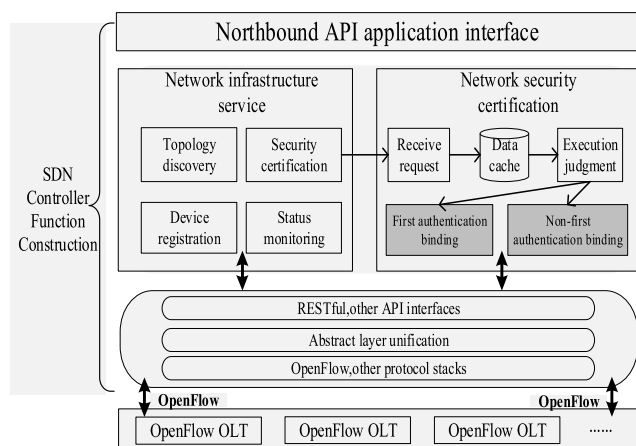 Northbound API application interface
Network infrastructure
service
Topology
discovery
Security
certification
Device
registration
Status
monitoring
Network security
certification
Receive
request
Data
cache
Execution
judgment
First authentication
binding
Non-first
authentication binding
SDN
Controller
Function
Construction
RESTful,other API interfaces
Abstract layer unification
OpenFlow,other protocol stacks
OpenFlow
OpenFlow
OpenFlow OLT
OpenFlow OLT
OpenFlow OLT
······